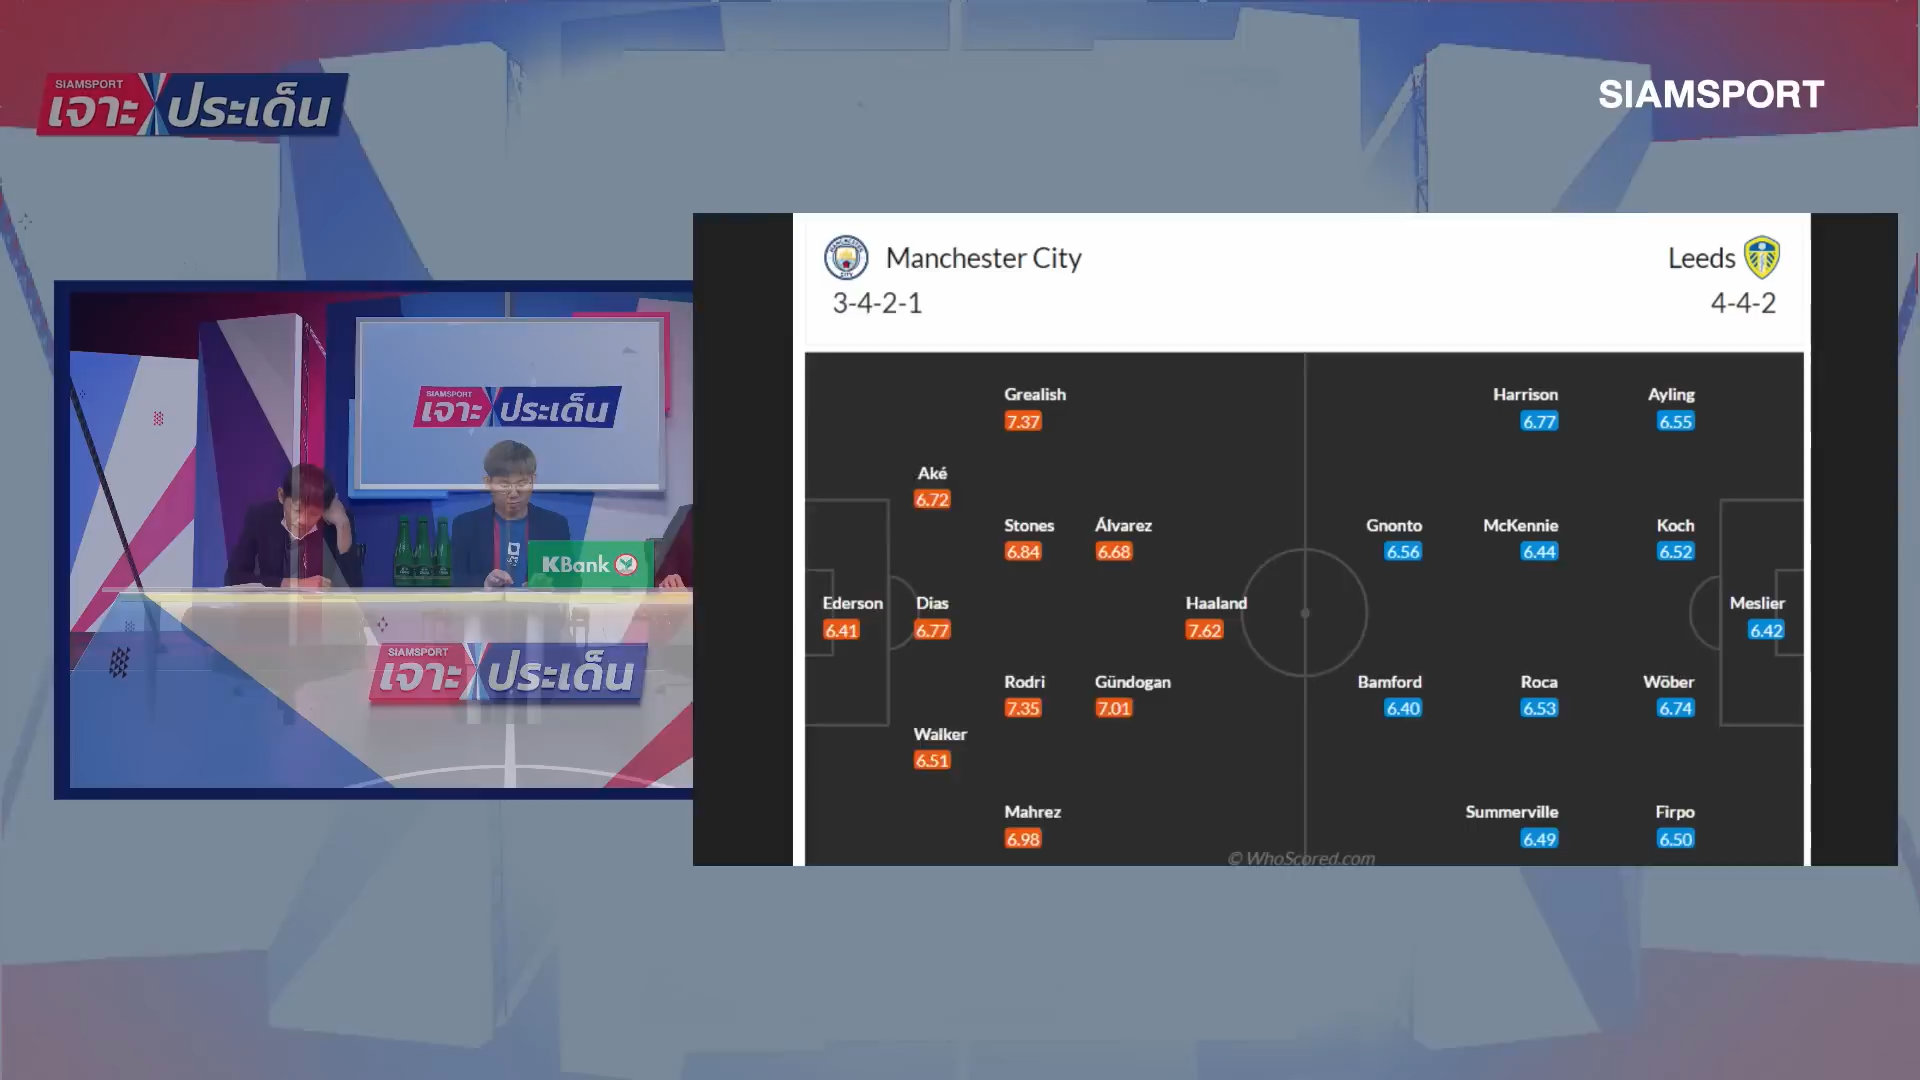 SIAMSPORT
เจาะประเด็น
SIAMSPORT
Manchester City
Leeds
3-4-2-1
4-4-2
Grealish
7.37
Harrison
6.77
Ayling
6.55
Aké
6.72
Stones
6.84
Álvarez
6.68
Gnonto
6.56
McKennie
6.44
Koch
6.52
Ederson
6.41
Dias
6.77
Haaland
7.62
Meslier
6.42
Rodri
7.35
Gündogan
7.01
Bamford
6.40
Roca
6.53
Wöber
6.74
Walker
6.51
Mahrez
6.98
Summerville
6.49
Firpo
6.50
© WhoScored.com
SIAMSPORT
เจาะประเด็น
KBank
SIAMSPORT
เจาะประเด็น